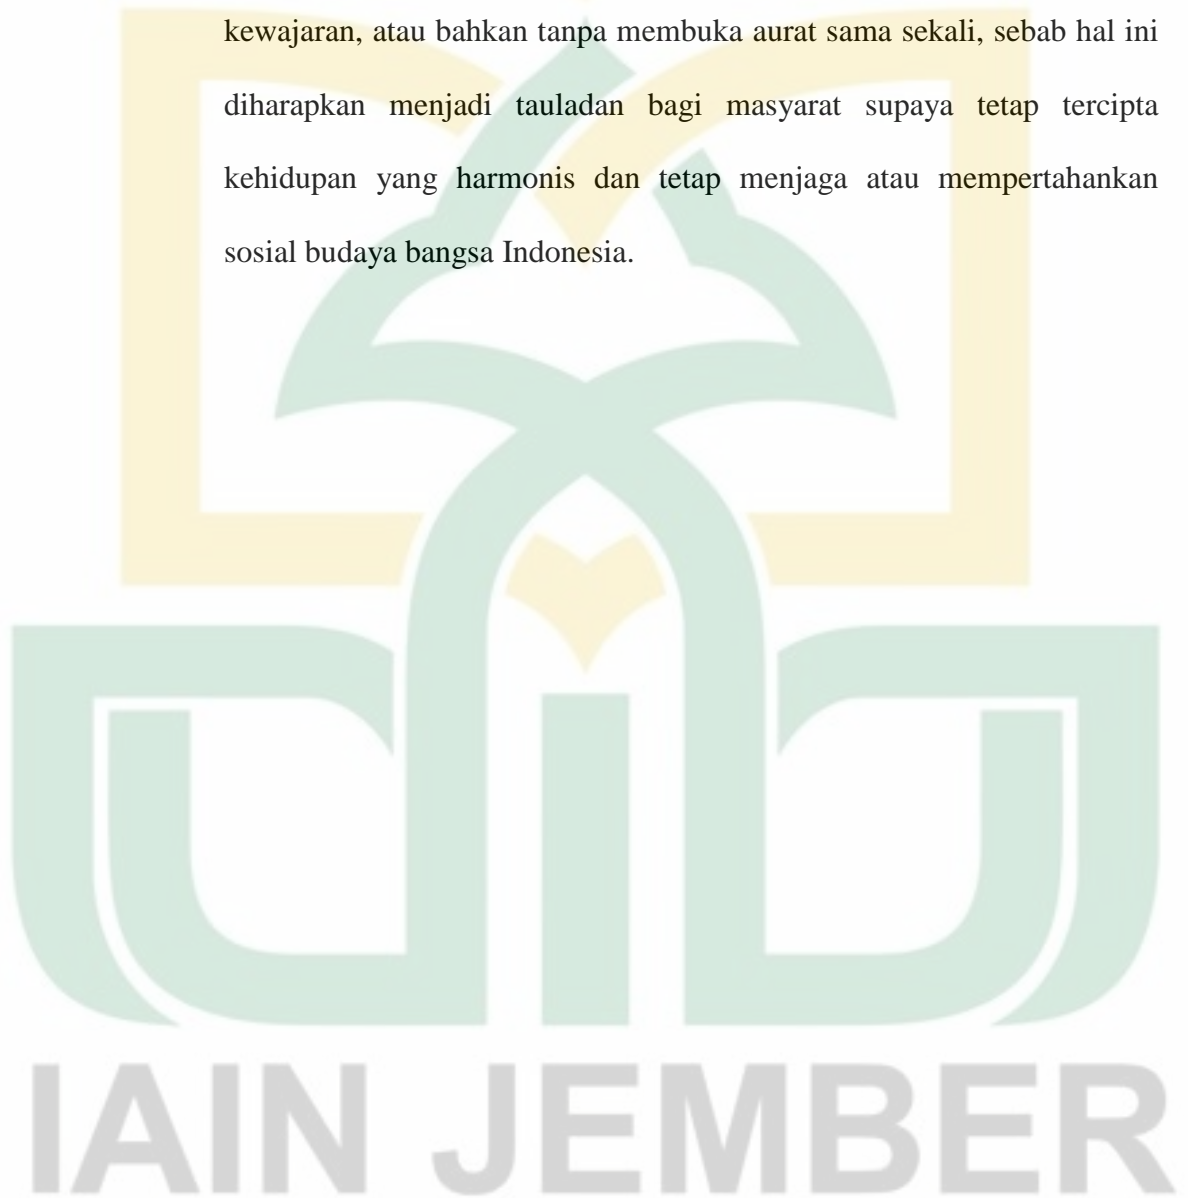 kewajaran, atau bahkan tanpa membuka aurat sama sekali, sebab hal ini
diharapkan menjadi tauladan bagi masyarat supaya tetap tercipta
kehidupan yang harmonis dan tetap menjaga atau mempertahankan
sosial budaya bangsa Indonesia.
IAIN JEMBER